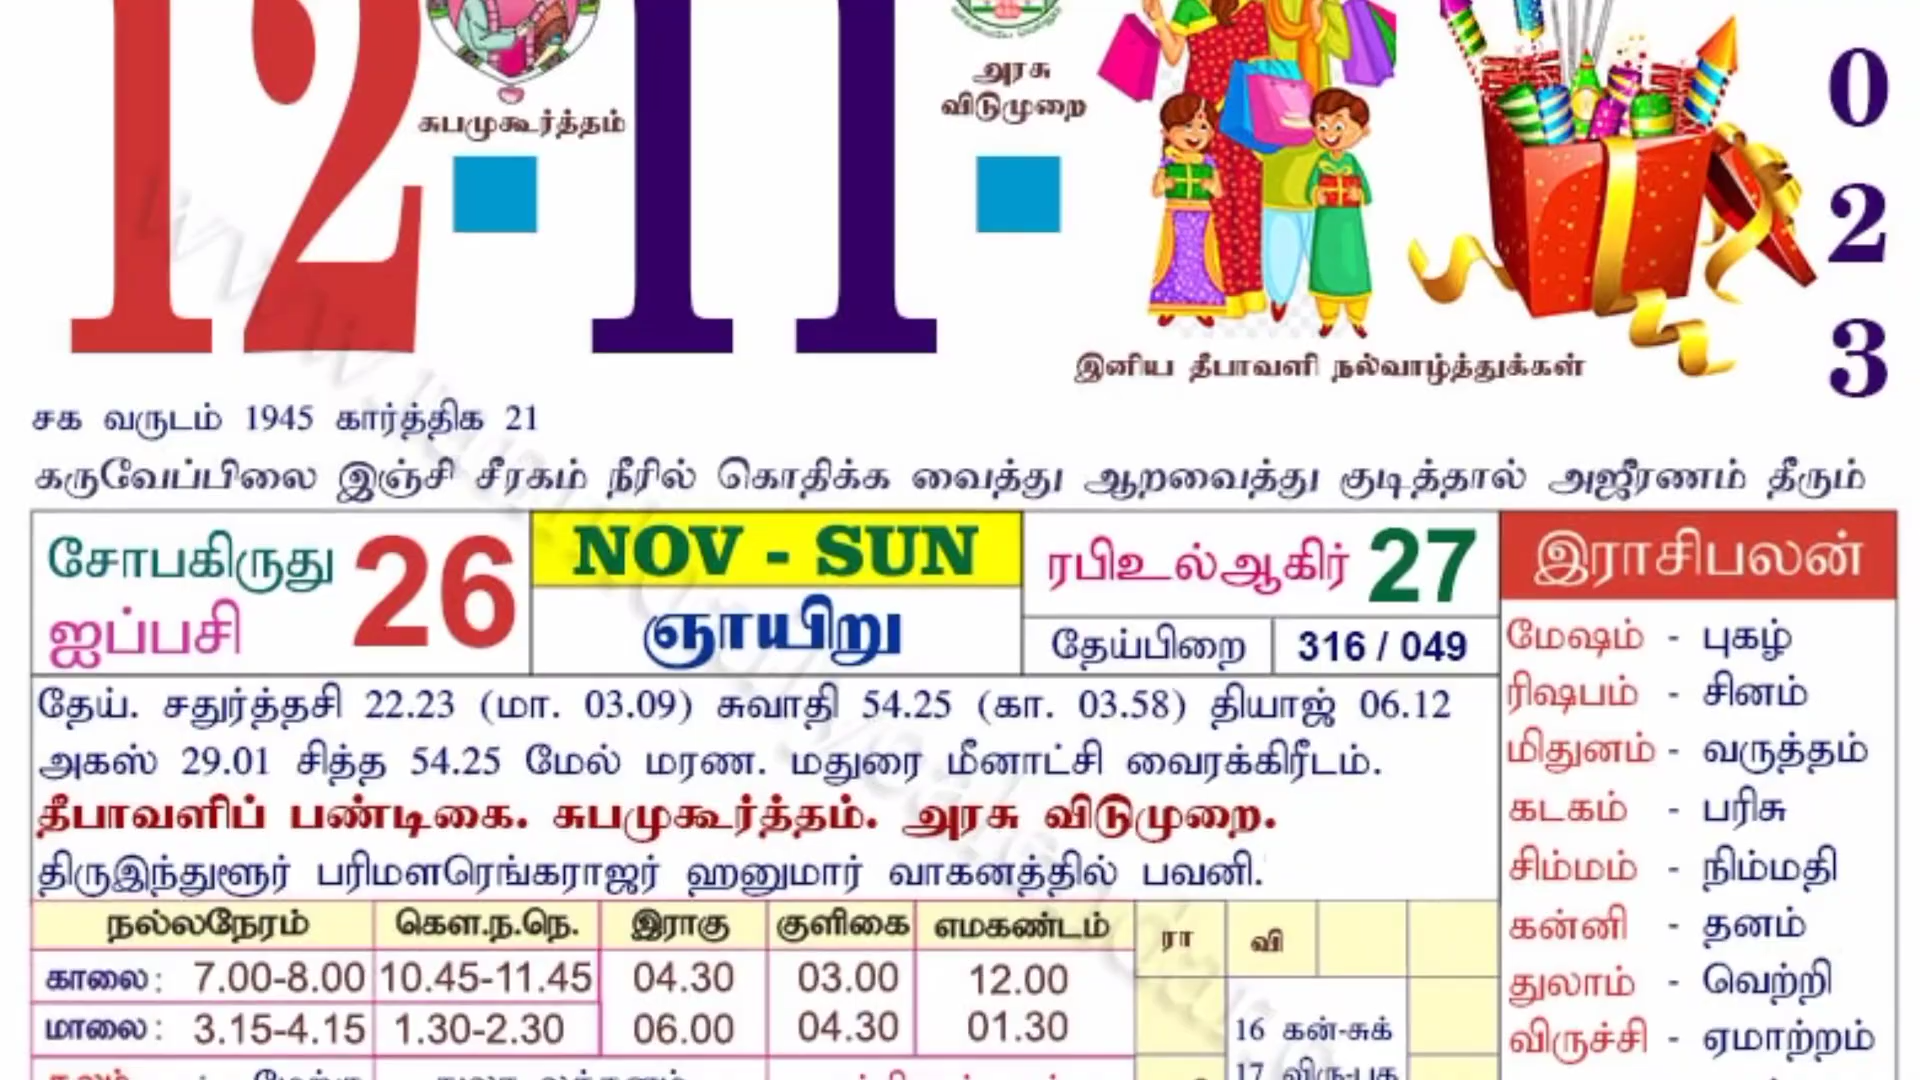 12-11-
சுபமுகூர்த்தம்
அரசு
விடுமுறை
0
2
3
இனிய தீபாவளி நல்வாழ்த்துக்கள்
சக வருடம் 1945 கார்த்திக 21
கருவேப்பிலை இஞ்சி சீரகம் நீரில் கொதிக்க வைத்து ஆறவைத்து குடித்தால் அஜீரணம் தீரும்
சோபகிருது
ஐப்பசி 26
NOV - SUN
ஞாயிறு
ரபிஉல்ஆகிர் 27
தேய்பிறை 316 / 049
தேய். சதுர்த்தசி 22.23 (மா. 03.09) சுவாதி 54.25 (கா. 03.58) தியாஜ் 06.12
அகஸ் 29.01 சித்த 54.25 மேல் மரண. மதுரை மீனாட்சி வைரக்கிரீடம்.
தீபாவளிப் பண்டிகை. சுபமுகூர்த்தம். அரசு விடுமுறை.
திருஇந்துளூர் பரிமளரெங்கராஜர் ஹனுமார் வாகனத்தில் பவனி.
நல்லநேரம் கௌ.ந.நெ. இராகு குளிகை எமகண்டம்
காலை: 7.00-8.00 10.45-11.45 04.30 03.00 12.00
மாலை: 3.15-4.15 1.30-2.30 06.00 04.30 01.30
ரா வி
16 கன்-சுக்
இராசிபலன்
மேஷம் - புகழ்
ரிஷபம் - சினம்
மிதுனம் - வருத்தம்
கடகம் - பரிசு
சிம்மம் - நிம்மதி
கன்னி - தனம்
துலாம் - வெற்றி
விருச்சி - ஏமாற்றம்